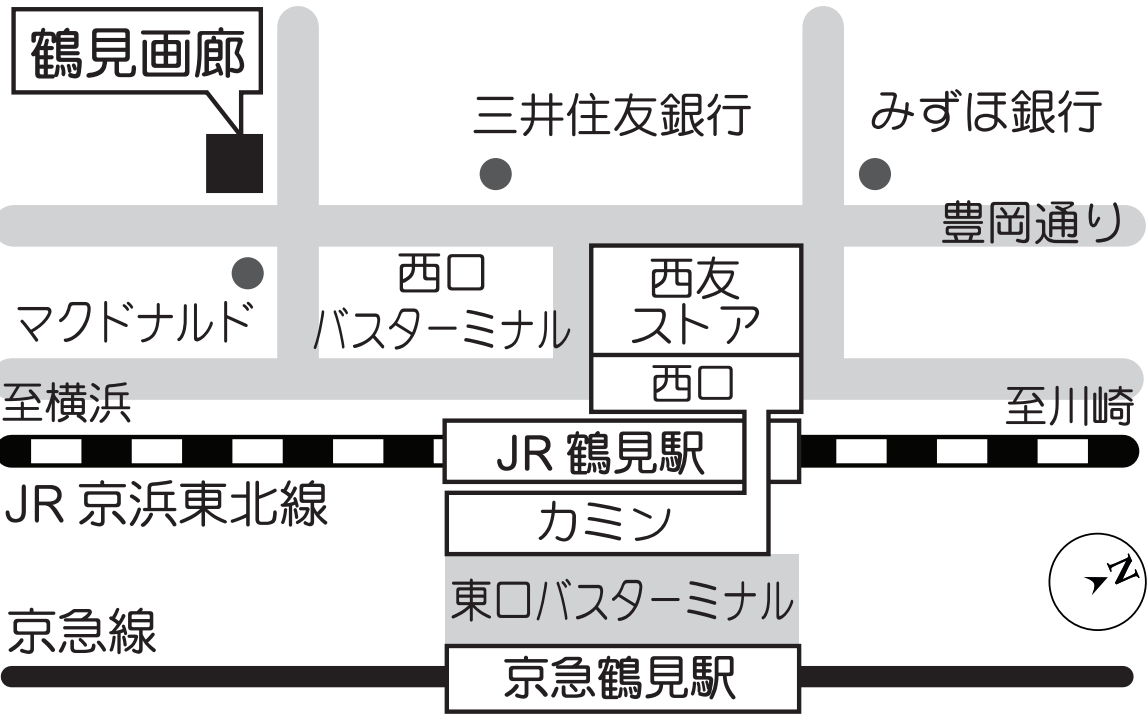 鶴見画廊
三井住友銀行
みずほ銀行
豊岡通り
マクドナルド
西口
バスターミナル
西友
ストア
西口
至横浜
至川崎
JR 鶴見駅
JR 京浜東北線
カミン
東口バスターミナル
N
京急線
京急鶴見駅